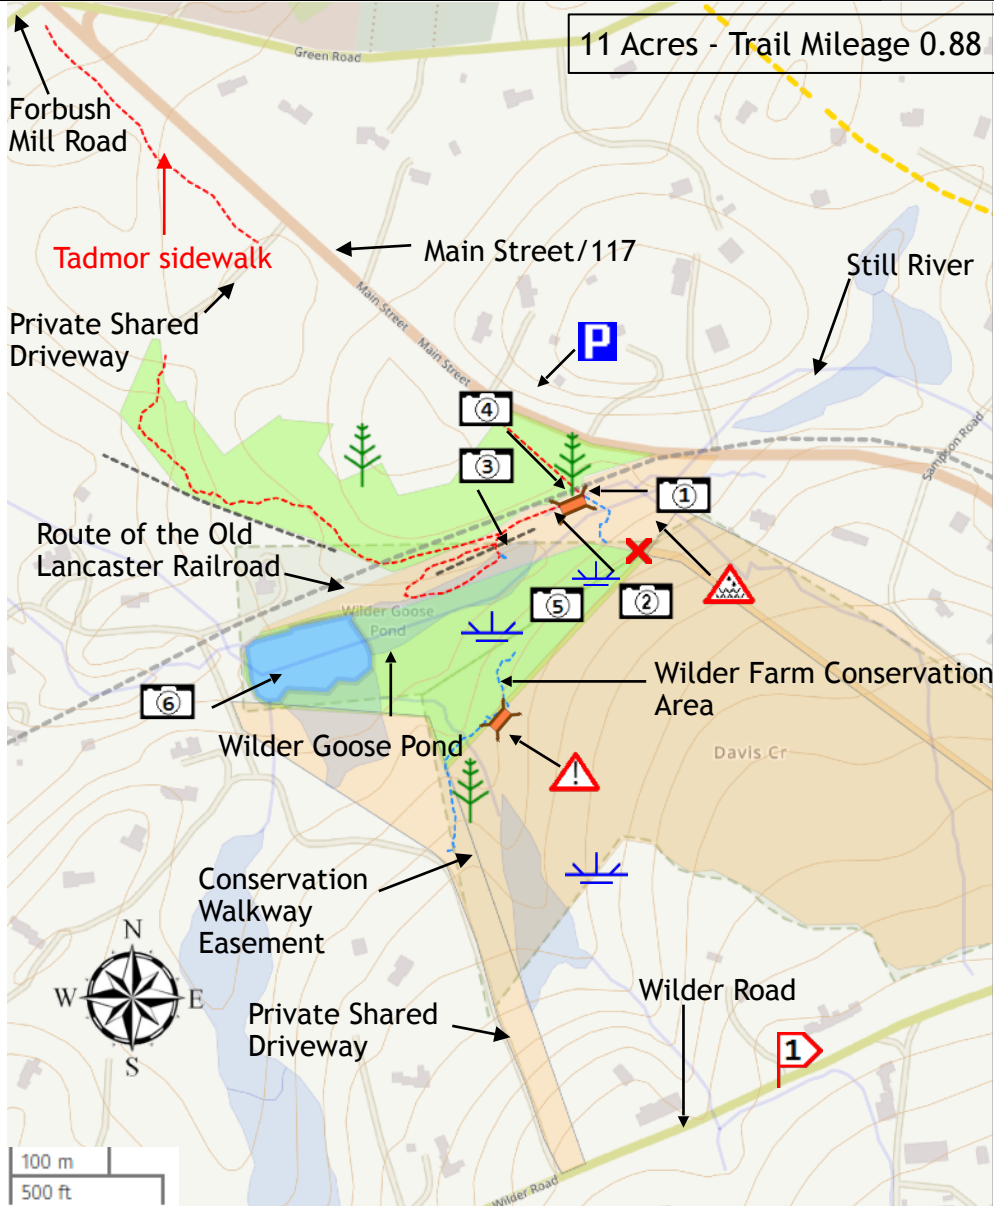 11 Acres - Trail Mileage 0.88
Green Road
Forbush
Mill Road
Tadmor sidewalk
Main Street/117
Still River
Private Shared
Driveway
Main Street
Main Street
P
4
3
1
Sampson Road
Route of the Old
Lancaster Railroad
Wilder Goose
Pond
5
2
6
Wilder Farm Conservation
Area
Wilder Goose Pond
Davis Cr
!
Conservation
Walkway
Easement
N
W
E
S
Private Shared
Driveway
Wilder Road
1
100 m
500 ft
Wilder Road